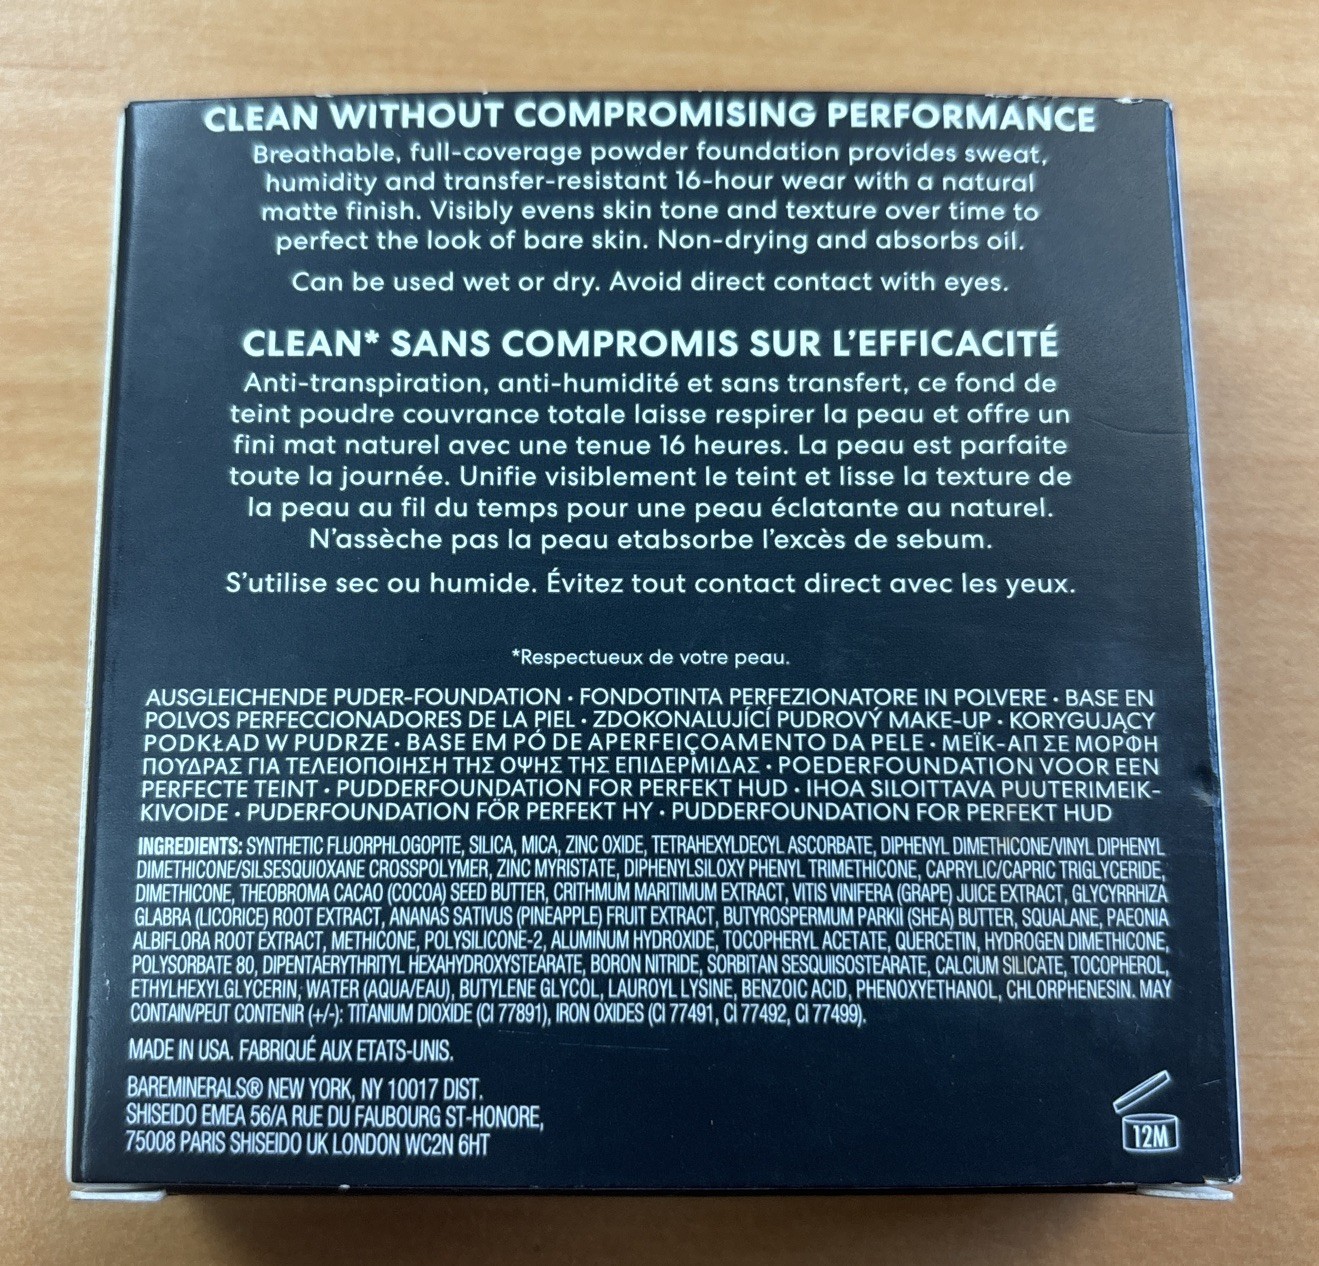 CLEAN WITHOUT COMPROMISING PERFORMANCE
Breathable, full-coverage powder foundation provides sweat,
humidity and transfer-resistant 16-hour wear with a natural
matte finish. Visibly evens skin tone and texture over time to
perfect the look of bare skin. Non-drying and absorbs oil.
Can be used wet or dry. Avoid direct contact with eyes.
CLEAN* SANS COMPROMIS SUR L'EFFICACITÉ
Anti-transpiration, anti-humidité et sans transfert, ce fond de
teint poudre couvrance totale laisse respirer la peau et offre un
fini mat naturel avec une tenue 16 heures. La peau est parfaite
toute la journée. Unifie visiblement le teint et lisse la texture de
la peau au fil du temps pour une peau éclatante au naturel.
N'assèche pas la peau etabsorbe l'excès de sebum.
S'utilise sec ou humide. Évitez tout contact direct avec les yeux.
*Respectueux de votre peau.
AUSGLEICHENDE PUDER-FOUNDATION • FONDOTINTA PERFEZIONATORE IN POLVERE • BASE EN
POLVOS PERFECCIONADORES DE LA PIEL • ZDOKONALUJÍCÍ PUDROVÝ MAKE-UP • KORYGUJĄCY
PODKŁAD W PUDRZE • BASE EM PÓ DE APERFEIÇOAMENTO DA PELE • ΜΕΪΚ-ΑΠ ΣΕ ΜΟΡΦΗ
ΠΟΥΔΡΑΣ ΓΙΑ ΤΕΛΕΙΟΠΟΙΗΣΗ ΤΗΣ ΟΨΗΣ ΤΗΣ ΕΠΙΔΕΡΜΙΔΑΣ • POEDERFOUNDATION VOOR EEN
PERFECTE TEINT • PUDDERFOUNDATION FOR PERFEKT HUD • IHOA SILOITTAVA PUUTERIMEIK-
KIVOIDE • PUDERFOUNDATION FÖR PERFEKT HY • PUDDERFOUNDATION FOR PERFEKT HUD
INGREDIENTS: SYNTHETIC FLUORPHLOGOPITE, SILICA, MICA, ZINC OXIDE, TETRAHEXYLDECYL ASCORBATE, DIPHENYL DIMETHICONE/VINYL DIPHENYL
DIMETHICONE/SILSESQUIOXANE CROSSPOLYMER, ZINC MYRISTATE, DIPHENYLSILOXY PHENYL TRIMETHICONE, CAPRYLIC/CAPRIC TRIGLYCERIDE,
DIMETHICONE, THEOBROMA CACAO (COCOA) SEED BUTTER, CRITHMUM MARITIMUM EXTRACT, VITIS VINIFERA (GRAPE) JUICE EXTRACT, GLYCYRRHIZA
GLABRA (LICORICE) ROOT EXTRACT, ANANAS SATIVUS (PINEAPPLE) FRUIT EXTRACT, BUTYROSPERMUM PARKII (SHEA) BUTTER, SQUALANE, PAEONIA
ALBIFLORA ROOT EXTRACT, METHICONE, POLYSILICONE-2, ALUMINUM HYDROXIDE, TOCOPHERYL ACETATE, QUERCETIN, HYDROGEN DIMETHICONE,
POLYSORBATE 80, DIPENTAERYTHRITYL HEXAHYDROXYSTEARATE, BORON NITRIDE, SORBITAN SESQUIISOSTEARATE, CALCIUM SILICATE, TOCOPHEROL,
ETHYLHEXYLGLYCERIN, WATER (AQUA/EAU), BUTYLENE GLYCOL, LAUROYL LYSINE, BENZOIC ACID, PHENOXYETHANOL, CHLORPHENESIN. MAY
CONTAIN/PEUT CONTENIR (+/-): TITANIUM DIOXIDE (CI 77891), IRON OXIDES (CI 77491, CI 77492, CI 77499).
MADE IN USA. FABRIQUÉ AUX ETATS-UNIS.
BAREMINERALS® NEW YORK, NY 10017 DIST.
SHISEIDO EMEA 56/A RUE DU FAUBOURG ST-HONORE,
75008 PARIS SHISEIDO UK LONDON WC2N 6HT
12M